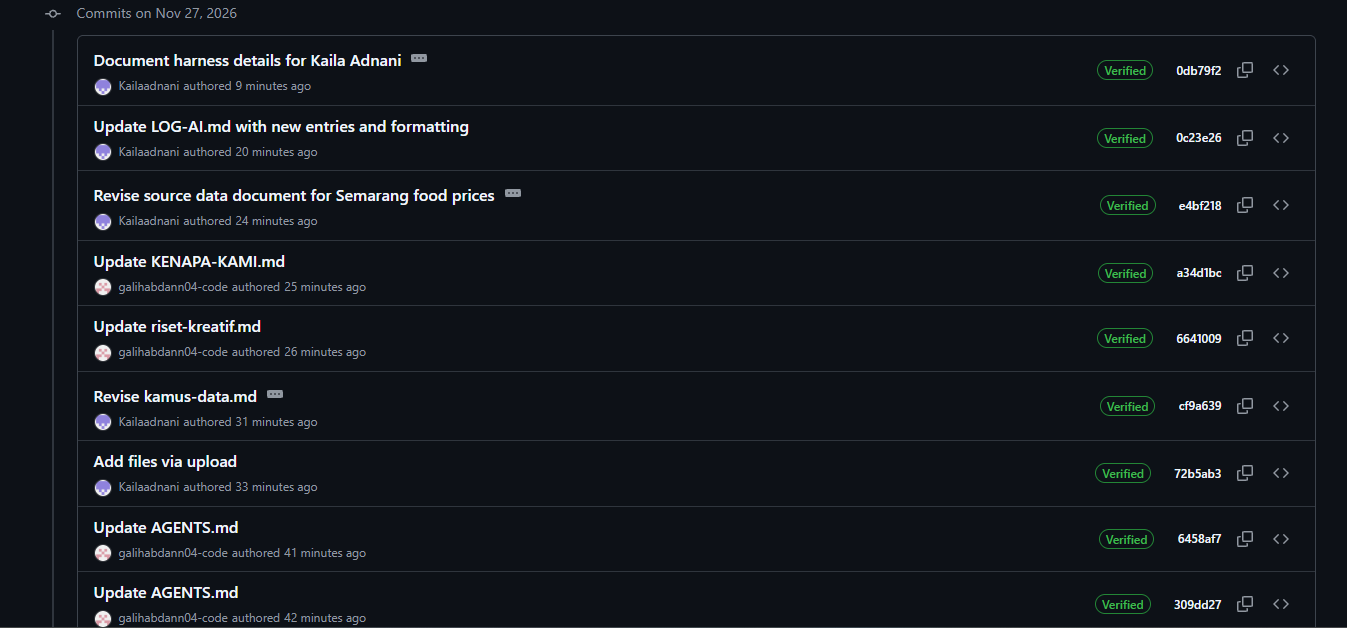 Commits on Nov 27, 2026
Document harness details for Kaila Adnani
Kailaadnani authored 9 minutes ago
Verified
0db79f2
Update LOG-AI.md with new entries and formatting
Kailaadnani authored 20 minutes ago
Verified
0c23e26
Revise source data document for Semarang food prices
Kailaadnani authored 24 minutes ago
Verified
e4bf218
Update KENAPA-KAMI.md
galihabdann04-code authored 25 minutes ago
Verified
a34d1bc
Update riset-kreatif.md
galihabdann04-code authored 26 minutes ago
Verified
6641009
Revise kamus-data.md
Kailaadnani authored 31 minutes ago
Verified
cf9a639
Add files via upload
Kailaadnani authored 33 minutes ago
Verified
72b5ab3
Update AGENTS.md
galihabdann04-code authored 41 minutes ago
Verified
6458af7
Update AGENTS.md
galihabdann04-code authored 42 minutes ago
Verified
309dd27